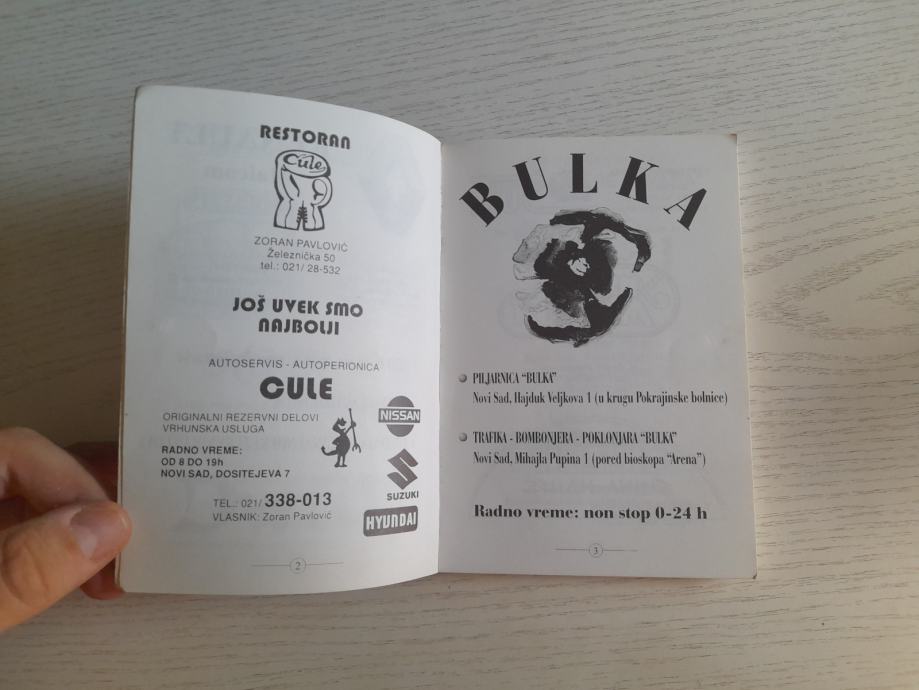 RESTORAN
Cule
ZORAN PAVLOVIĆ
Železnička 50
tel.: 021/ 28-532
JOŠ UVEK SMO
NAJBOLJI
AUTOSERVIS - AUTOPERIONICA
CULE
ORIGINALNI REZERVNI DELOVI
VRHUNSKA USLUGA
RADNO VREME:
OD 8 DO 19h
NOVI SAD, DOSITEJEVA 7
TEL.: 021/ 338-013
VLASNIK: Zoran Pavlović
NISSAN
SUZUKI
HYUNDAI
2
BULKA
PILJARNICA “BULKA”
Novi Sad, Hajduk Veljkova 1 (u krugu Pokrajinske bolnice)
TRAFIKA - BOMBONJERA - POKLONJARA “BULKA”
Novi Sad, Mihajla Pupina 1 (pored bioskopa “Arena”)
Radno vreme: non stop 0-24 h
3